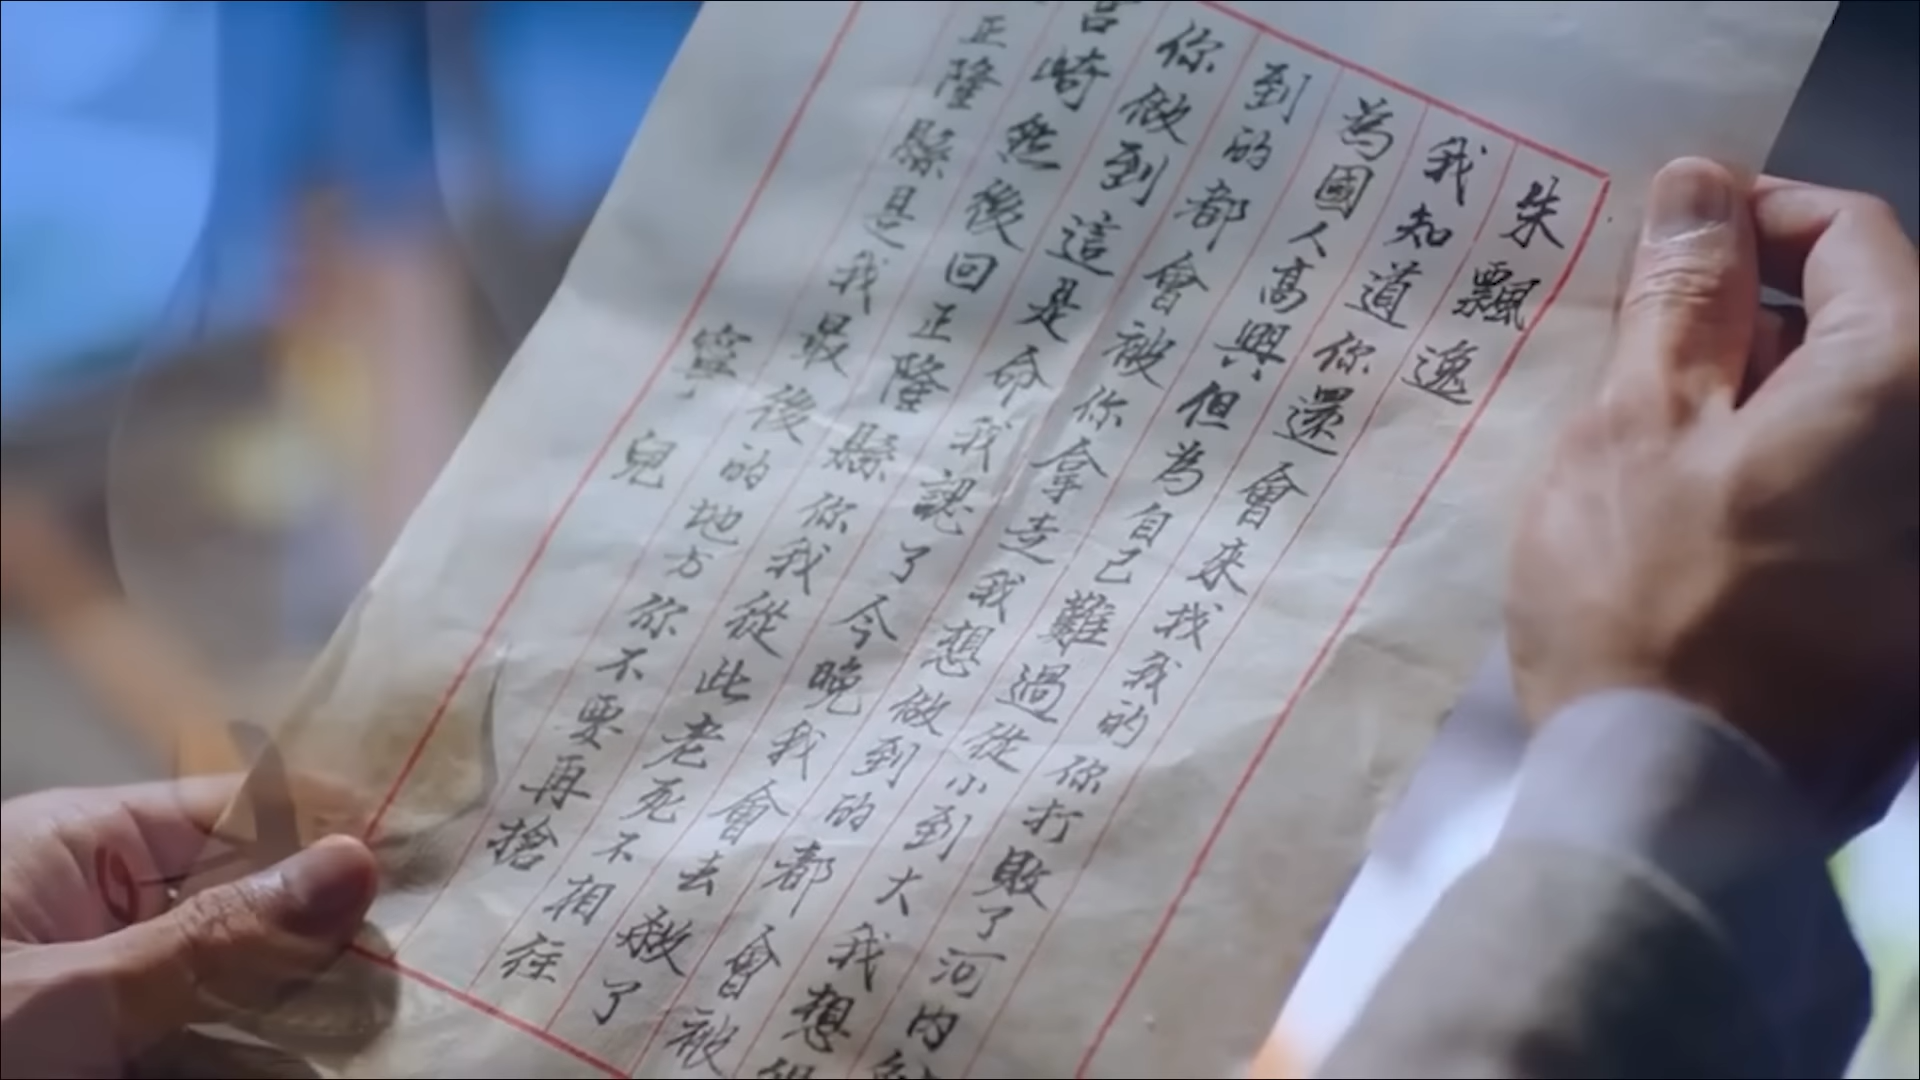 朱飄逸
我知道你還會來找我的你打敗了河內
為國人高興但為自己難過從小到大我想
到的都會被你拿走我想做到的都會被
你做到這是命我認了今晚我會去救了
宮崎然後回正隆縣你我從此老死不相往
正隆縣是我最後的地方你不要再搶
寧兒